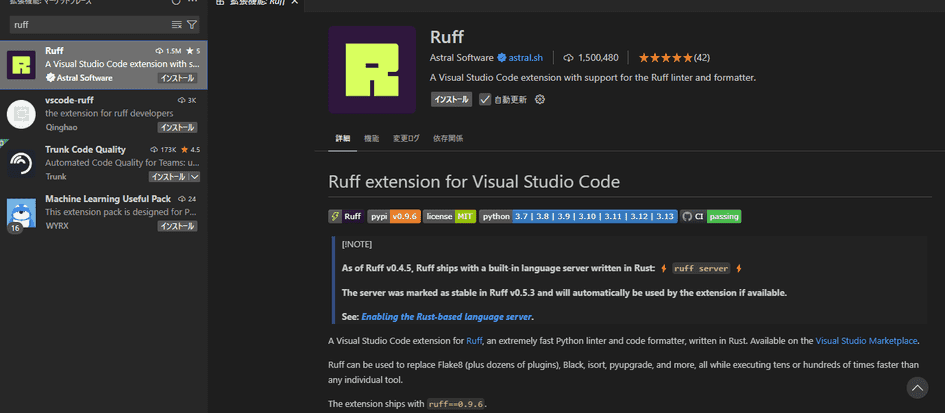 拡張機能: マーケットプレース
ruff
Ruff
1.5M ★ 5
A Visual Studio Code extension with s...
Astral Software
インストール
vscode-ruff
3K
the extension for ruff developers
Qinghao
インストール
Trunk Code Quality
173K ★ 4.5
Automated Code Quality for Teams: u...
Trunk
インストール
Machine Learning Useful Pack
24
This extension pack is designed for P...
WYRX
インストール
16
拡張機能: Ruff
Ruff
Astral Software astral.sh | 1,500,480 | ★★★★★(42)
A Visual Studio Code extension with support for the Ruff linter and formatter.
インストール 自動更新
詳細 機能 変更ログ 依存関係
Ruff extension for Visual Studio Code
Ruff pypi v0.9.6 license MIT python 3.7 | 3.8 | 3.9 | 3.10 | 3.11 | 3.12 | 3.13 CI passing
[!NOTE]
As of Ruff v0.4.5, Ruff ships with a built-in language server written in Rust: ⚡ ruff server ⚡
The server was marked as stable in Ruff v0.5.3 and will automatically be used by the extension if available.
See: Enabling the Rust-based language server.
A Visual Studio Code extension for Ruff, an extremely fast Python linter and code formatter, written in Rust. Available on the Visual Studio Marketplace.
Ruff can be used to replace Flake8 (plus dozens of plugins), Black, isort, pyupgrade, and more, all while executing tens or hundreds of times faster than
any individual tool.
The extension ships with ruff==0.9.6.